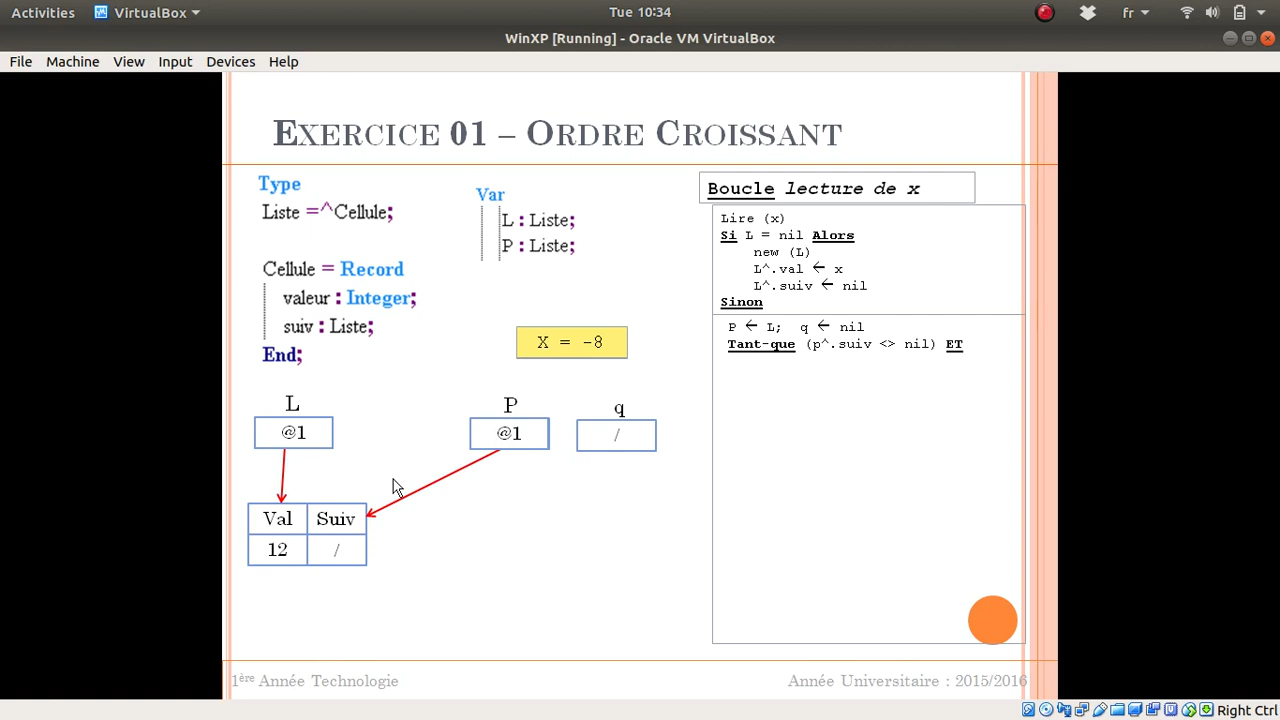 Activities VirtualBox Tue 10:34 fr
WinXP [Running] - Oracle VM VirtualBox
File Machine View Input Devices Help
EXERCICE 01 – ORDRE CROISSANT
Type
Liste =^Cellule;
Cellule = Record
valeur : Integer;
suiv : Liste;
End;
Var
L : Liste;
P : Liste;
X = -8
Boucle lecture de x
Lire (x)
Si L = nil Alors
new (L)
L^.val ← x
L^.suiv ← nil
Sinon
P ← L; q ← nil
Tant-que (p^.suiv <> nil) ET
L
@1
P
@1
q
/
Val Suiv
12 /
1ère Année Technologie
Année Universitaire : 2015/2016
Right Ctrl